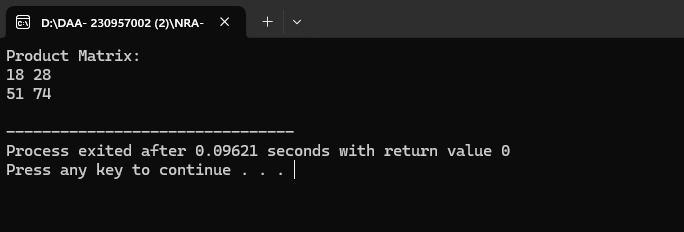 D:\DAA- 230957002 (2)\NRA-
Product Matrix:
18 28
51 74
--------------------------------
Process exited after 0.09621 seconds with return value 0
Press any key to continue . . .